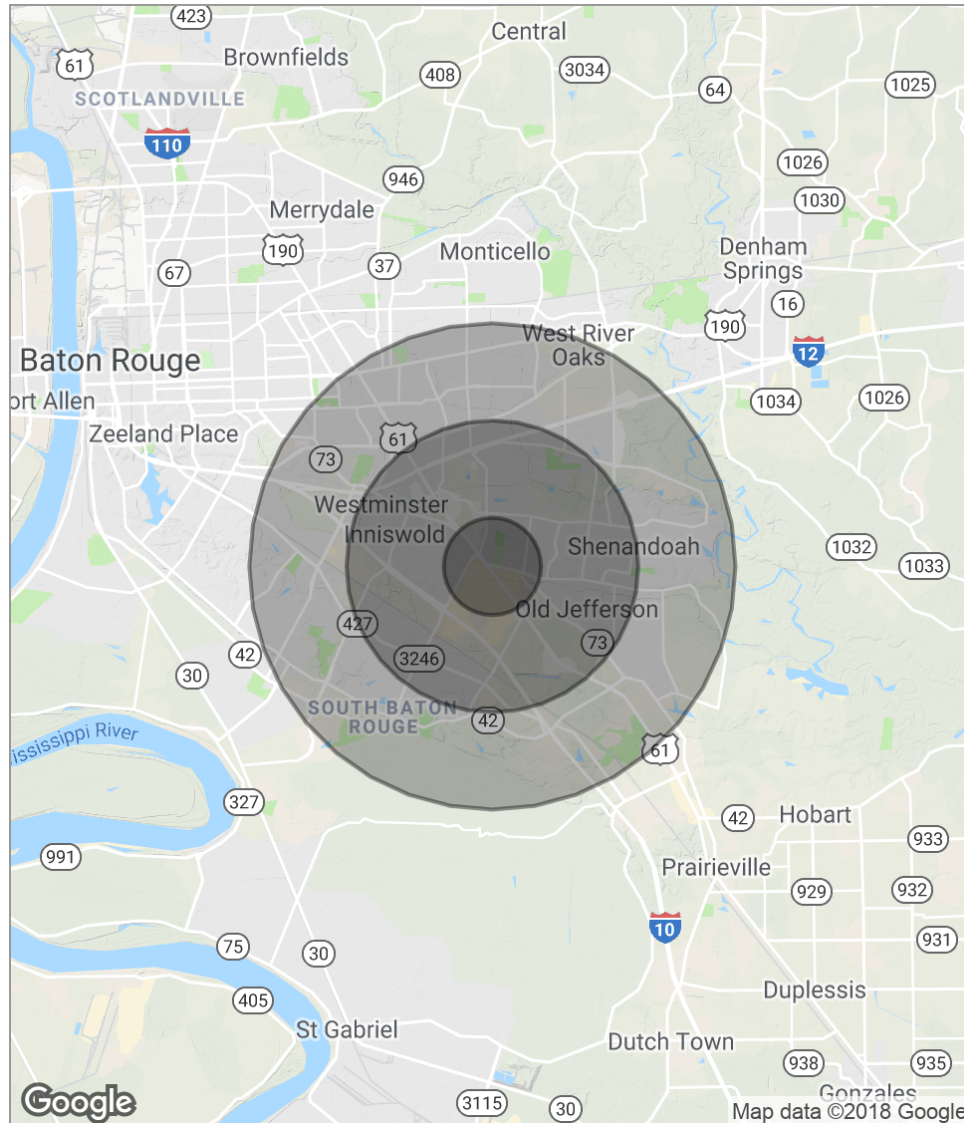 423
Central
61
Brownfields
408
3034
64
1025
SCOTLANDVILLE
110
1026
946
1030
Merrydale
190
Monticello
Denham
Springs
67
37
16
190
West River
Oaks
Baton Rouge
12
ort Allen
1034
1026
Zeeland Place
61
73
Westminster
Inniswold
Shenandoah
1032
1033
Old Jefferson
427
73
3246
42
30
SOUTH BATON
ROUGE
42
ssissippi River
61
327
42
Hobart
933
991
Prairieville
929
932
10
931
75
30
Duplessis
405
St Gabriel
Dutch Town
938
935
Gonzales
Google
3115
30
Map data ©2018 Google